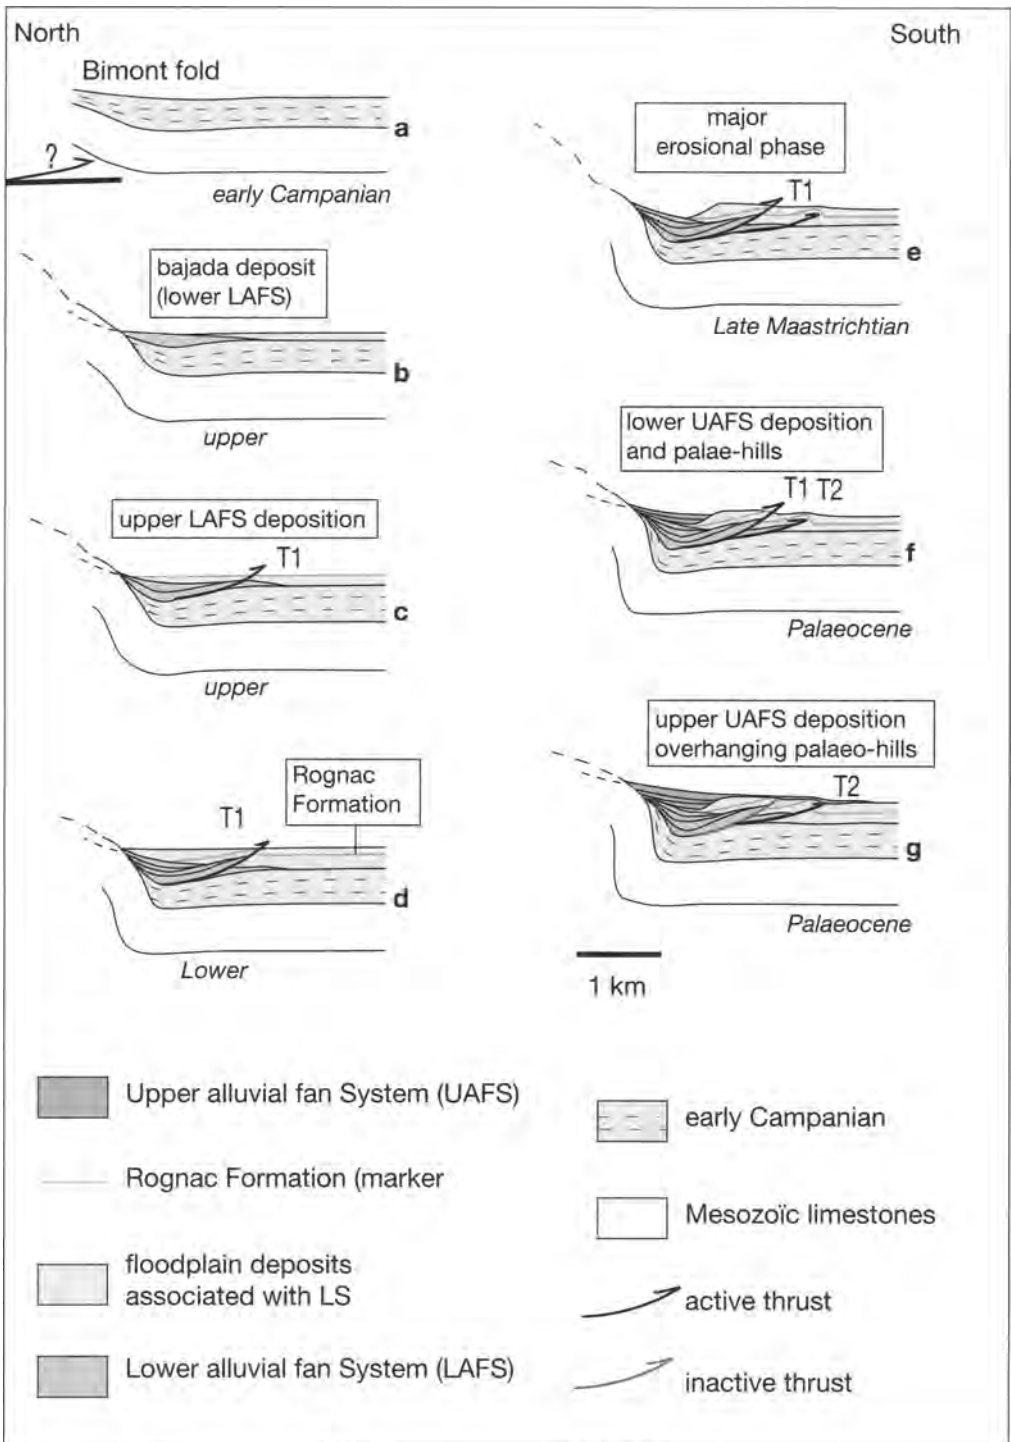 North
South
Bimont fold
a
?
early Campanian
bajada deposit
(lower LAFS)
b
upper
upper LAFS deposition
T1
c
upper
Rognac
Formation
T1
d
Lower
major
erosional phase
T1
e
Late Maastrichtian
lower UAFS deposition
and palae-hills
T1 T2
f
Palaeocene
upper UAFS deposition
overhanging palaeo-hills
T2
g
Palaeocene
1 km
Upper alluvial fan System (UAFS)
Rognac Formation (marker
floodplain deposits
associated with LS
Lower alluvial fan System (LAFS)
early Campanian
Mesozoïc limestones
active thrust
inactive thrust